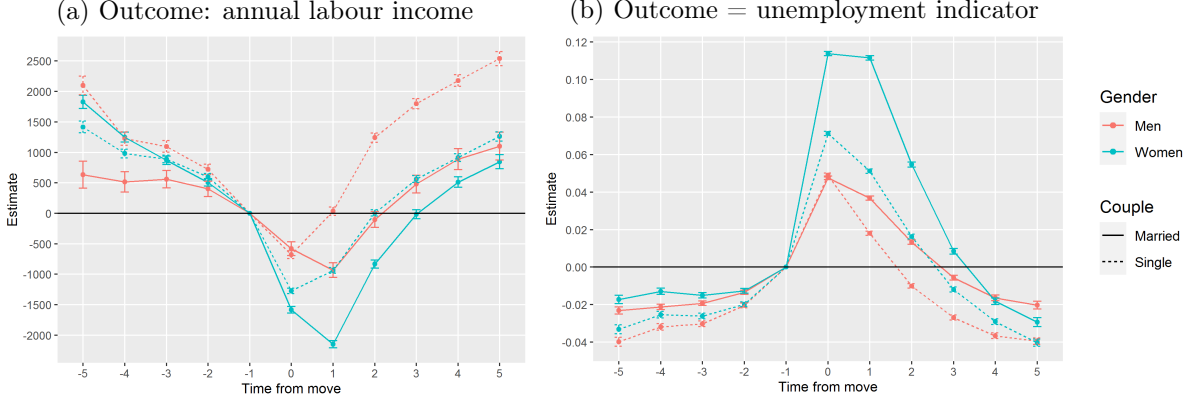 (a) Outcome: annual labour income
2500
2000
1500
1000
500
0
-500
-1000
-1500
-2000
Estimate
-5 -4 -3 -2 -1 0 1 2 3 4 5
Time from move
(b) Outcome = unemployment indicator
0.12
0.10
0.08
0.06
0.04
0.02
0.00
-0.02
-0.04
Estimate
-5 -4 -3 -2 -1 0 1 2 3 4 5
Time from move
Gender
Men
Women
Couple
Married
Single